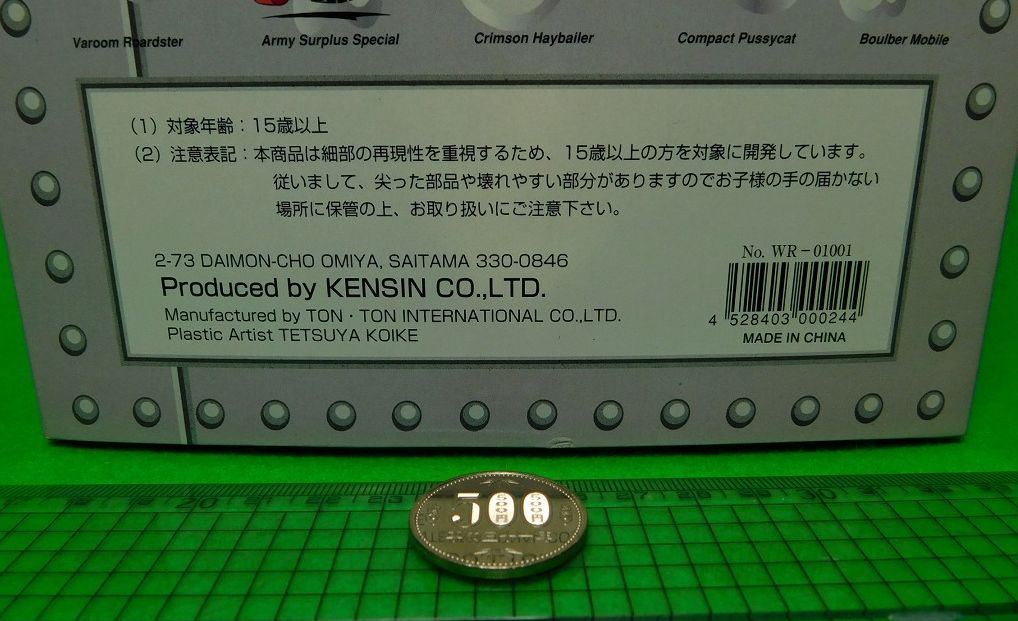 Varoom Roardster
Army Surplus Special
Crimson Haybailer
Compact Pussycat
Boulber Mobile
(1) 対象年齢：15歳以上
(2) 注意表記：本商品は細部の再現性を重視するため、15歳以上の方を対象に開発しています。
従いまして、尖った部品や壊れやすい部分がありますのでお子様の手の届かない
場所に保管の上、お取り扱いにご注意下さい。
2-73 DAIMON-CHO OMIYA, SAITAMA 330-0846
Produced by KENSIN CO.,LTD.
Manufactured by TON・TON INTERNATIONAL CO.,LTD.
Plastic Artist TETSUYA KOIKE
No. WR-01001
4 528403 000244
MADE IN CHINA
20
27
30
500